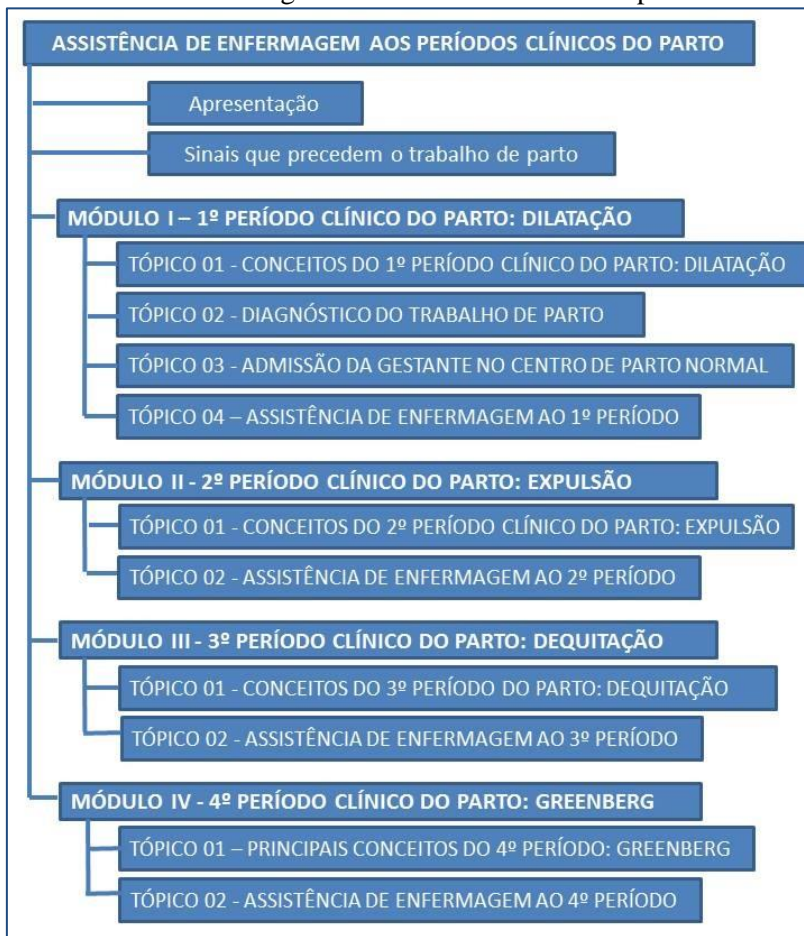 ASSISTÊNCIA DE ENFERMAGEM AOS PERÍODOS CLÍNICOS DO PARTO
Apresentação
Sinais que precedem o trabalho de parto
MÓDULO I – 1º PERÍODO CLÍNICO DO PARTO: DILATAÇÃO
TÓPICO 01 - CONCEITOS DO 1º PERÍODO CLÍNICO DO PARTO: DILATAÇÃO
TÓPICO 02 - DIAGNÓSTICO DO TRABALHO DE PARTO
TÓPICO 03 - ADMISSÃO DA GESTANTE NO CENTRO DE PARTO NORMAL
TÓPICO 04 – ASSISTÊNCIA DE ENFERMAGEM AO 1º PERÍODO
MÓDULO II - 2º PERÍODO CLÍNICO DO PARTO: EXPULSÃO
TÓPICO 01 - CONCEITOS DO 2º PERÍODO CLÍNICO DO PARTO: EXPULSÃO
TÓPICO 02 - ASSISTÊNCIA DE ENFERMAGEM AO 2º PERÍODO
MÓDULO III - 3º PERÍODO CLÍNICO DO PARTO: DEQUITAÇÃO
TÓPICO 01 - CONCEITOS DO 3º PERÍODO DO PARTO: DEQUITAÇÃO
TÓPICO 02 - ASSISTÊNCIA DE ENFERMAGEM AO 3º PERÍODO
MÓDULO IV - 4º PERÍODO CLÍNICO DO PARTO: GREENBERG
TÓPICO 01 – PRINCIPAIS CONCEITOS DO 4º PERÍODO: GREENBERG
TÓPICO 02 - ASSISTÊNCIA DE ENFERMAGEM AO 4º PERÍODO